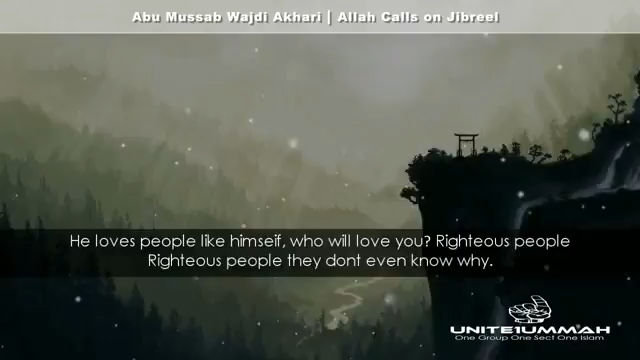 Abu Mussab Wajdi Akhari | Allah Calls on Jibreel
He loves people like himseif, who will love you? Righteous people
Righteous people they dont even know why.
UNITE1UMMAH
One Group One Sect One Islam